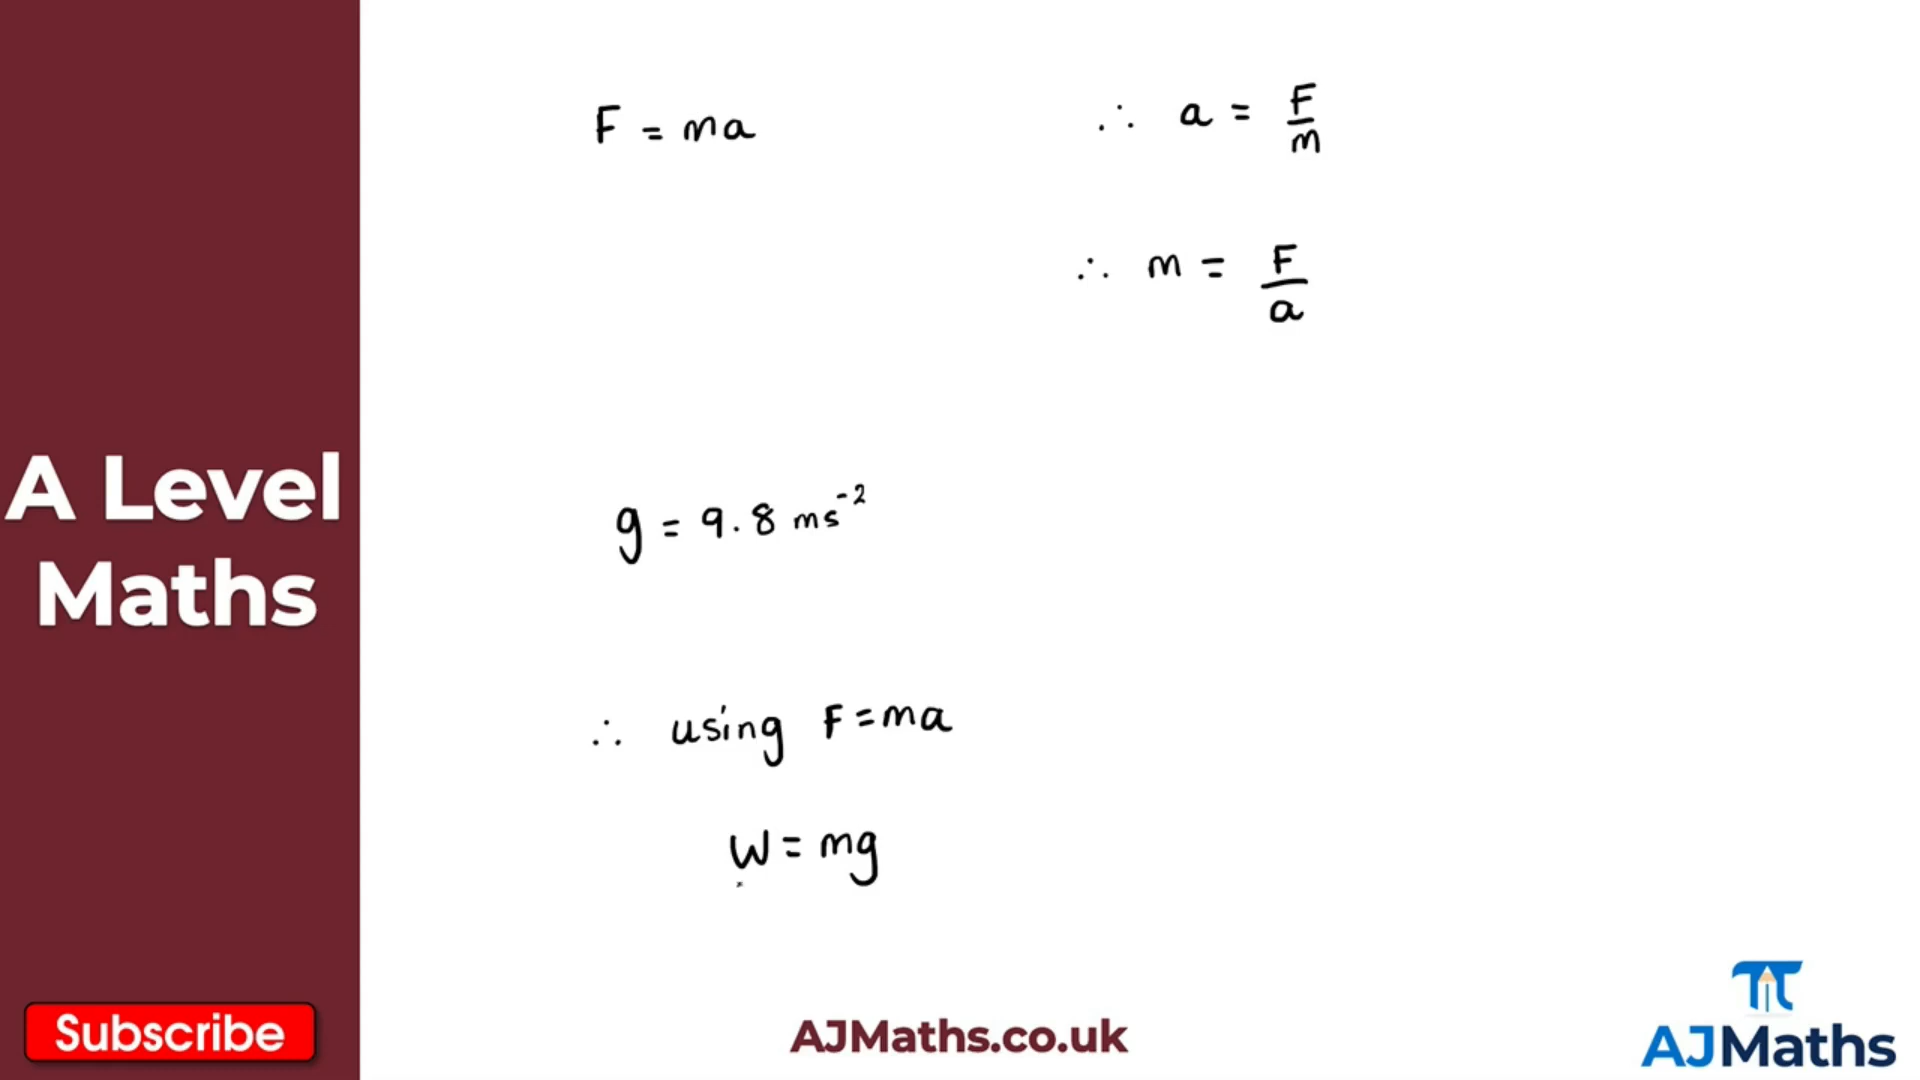 F = ma
∴ a = F/m
∴ m = F/a
g = 9.8 ms⁻²
∴ using F = ma
W = mg
A Level
Maths
Subscribe
AJMaths.co.uk
AJMaths